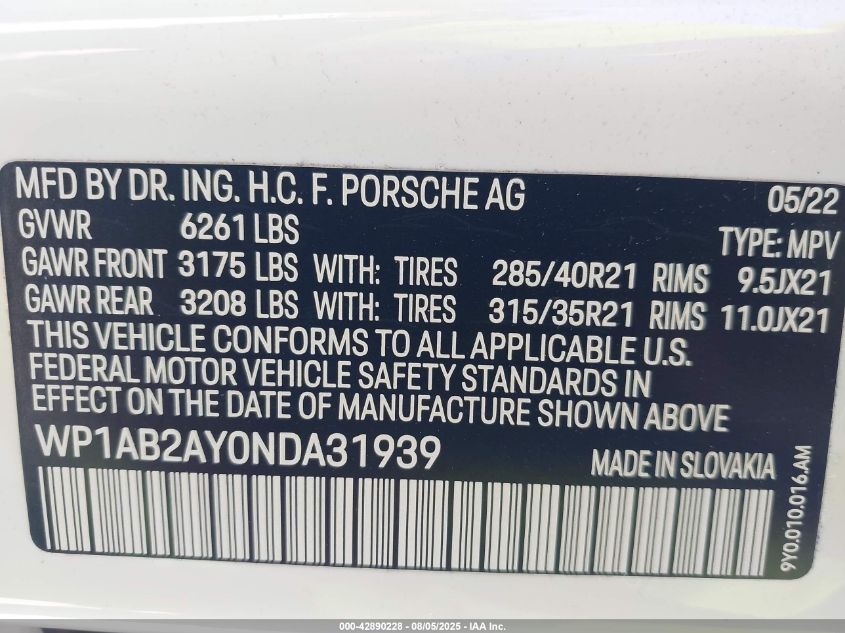 MFD BY DR. ING. H.C. F. PORSCHE AG 05/22
GVWR 6261 LBS TYPE: MPV
GAWR FRONT 3175 LBS WITH: TIRES 285/40R21 RIMS 9.5JX21
GAWR REAR 3208 LBS WITH: TIRES 315/35R21 RIMS 11.0JX21
THIS VEHICLE CONFORMS TO ALL APPLICABLE U.S.
FEDERAL MOTOR VEHICLE SAFETY STANDARDS IN
EFFECT ON THE DATE OF MANUFACTURE SHOWN ABOVE
WP1AB2AY0NDA31939 MADE IN SLOVAKIA
9Y0.010.016.AM
000-42890228 - 08/05/2025 - IAA Inc.